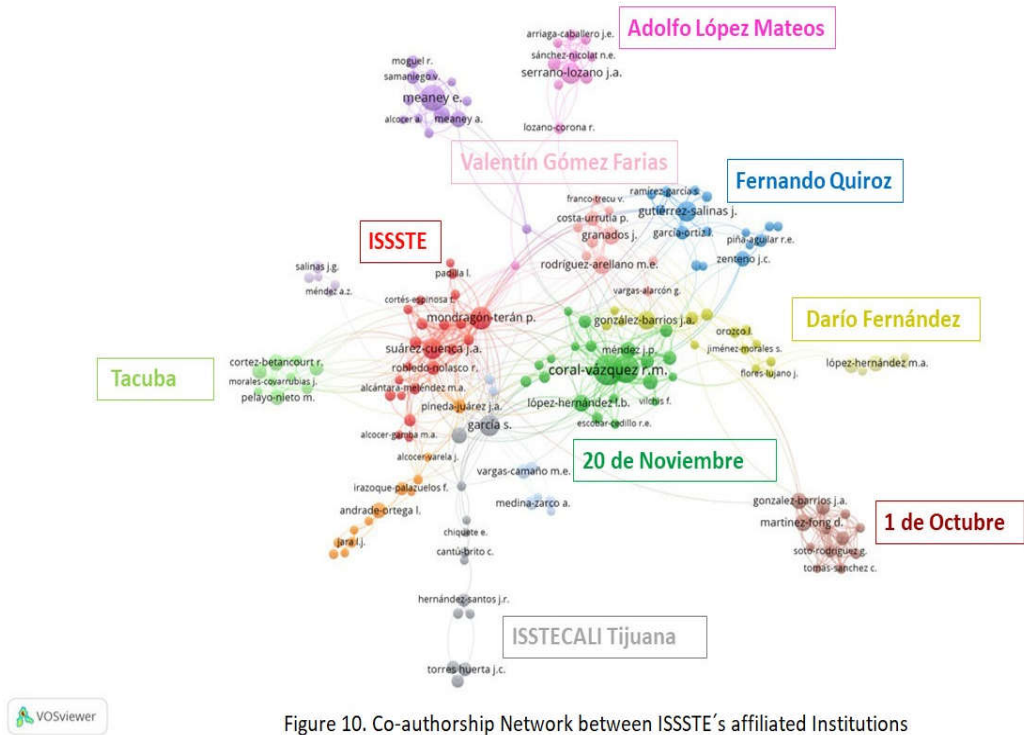 Adolfo López Mateos
arriaga-caballero j.e.
sánchez-nicolat n.e.
serrano-lozano j.a.
lozano-corona r.
moguel r.
samaniego v.
meaney e.
alcocer a.
meaney a.
Valentín Gómez Farias
Fernando Quiroz
franco-trecu v.
costa-urrutia p.
granados j.
rodríguez-arellano m.e.
vargas-alarcón g.
ramírez-garcía s.
gutiérrez-salinas j.
garcía-ortiz l.
piña-aguilar r.e.
zenteno j.c.
ISSSTE
salinas j.g.
méndez a.z.
padilla l.
cortés-espinosa t.
mondragón-terán p.
suárez-cuenca j.a.
robledo-nolasco r.
alcántara-meléndez m.a.
pineda-juárez j.a.
garcía s.
alcocer-gamba m.a.
alcocer-varela j.
Darío Fernández
gonzález-barrios j.a.
orozco l.
jiménez-morales s.
flores-lujano j.
lópez-hernández m.a.
méndez j.p.
coral-vázquez r.m.
lópez-hernández l.b.
vilchis f.
escobar-cedillo r.e.
Tacuba
cortez-betancourt r.
morales-covarrubias j.
pelayo-nieto m.
20 de Noviembre
vargas-camaño m.e.
medina-zarco a.
irazoque-palazuelos f.
andrade-ortega l.
jara l.j.
chiquete e.
cantú-brito c.
gonzalez-barrios j.a.
martinez-fong d.
soto-rodriguez g.
tomas-sanchez c.
1 de Octubre
hernández-santos j.r.
ISSTECALI Tijuana
torres huerta j.c.
VOSviewer
Figure 10. Co-authorship Network between ISSSTE´s affiliated Institutions